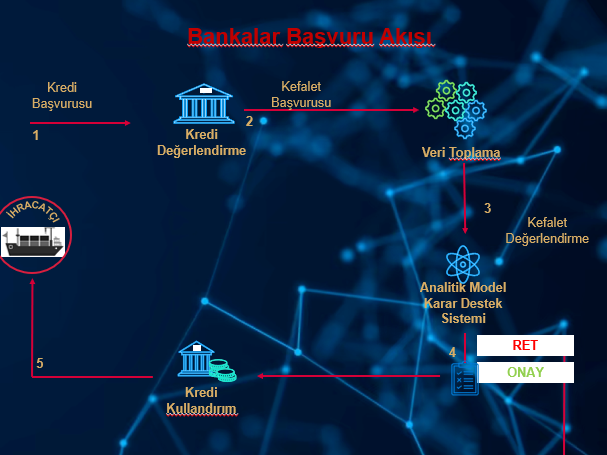 Bankalar Başvuru Akışı
Kredi
Başvurusu
1
Kredi
Değerlendirme
Kefalet
Başvurusu
2
Veri Toplama
3
Kefalet
Değerlendirme
İHRACATÇI
Analitik Model
Karar Destek
Sistemi
4
RET
ONAY
5
Kredi
Kullandırım